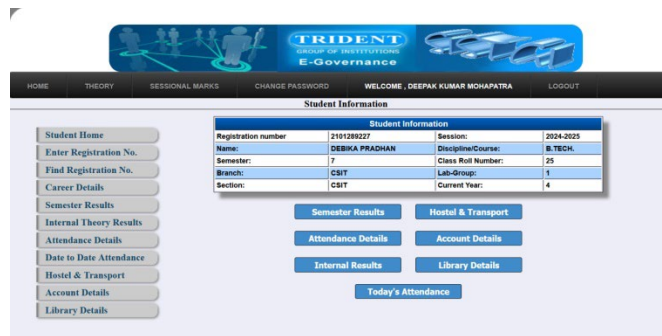 TRIDENT
GROUP OF INSTITUTIONS
E-Governance
HOME THEORY SESSIONAL MARKS CHANGE PASSWORD WELCOME , DEEPAK KUMAR MOHAPATRA LOGOUT
Student Information
Student Information
Registration number 2101289227 Session: 2024-2025
Name: DEBIKA PRADHAN Discipline/Course: B.TECH.
Semester: 7 Class Roll Number: 25
Branch: CSIT Lab-Group: 1
Section: CSIT Current Year: 4
Student Home
Enter Registration No.
Find Registration No.
Career Details
Semester Results
Internal Theory Results
Attendance Details
Date to Date Attendance
Hostel & Transport
Account Details
Library Details
Semester Results Hostel & Transport
Attendance Details Account Details
Internal Results Library Details
Today's Attendance